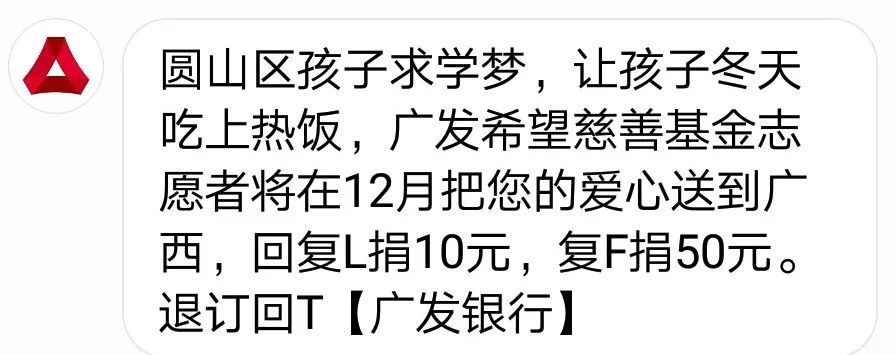 圆山区孩子求学梦，让孩子冬天
吃上热饭，广发希望慈善基金志
愿者将在12月把您的爱心送到广
西，回复L捐10元，复F捐50元。
退订回T【广发银行】